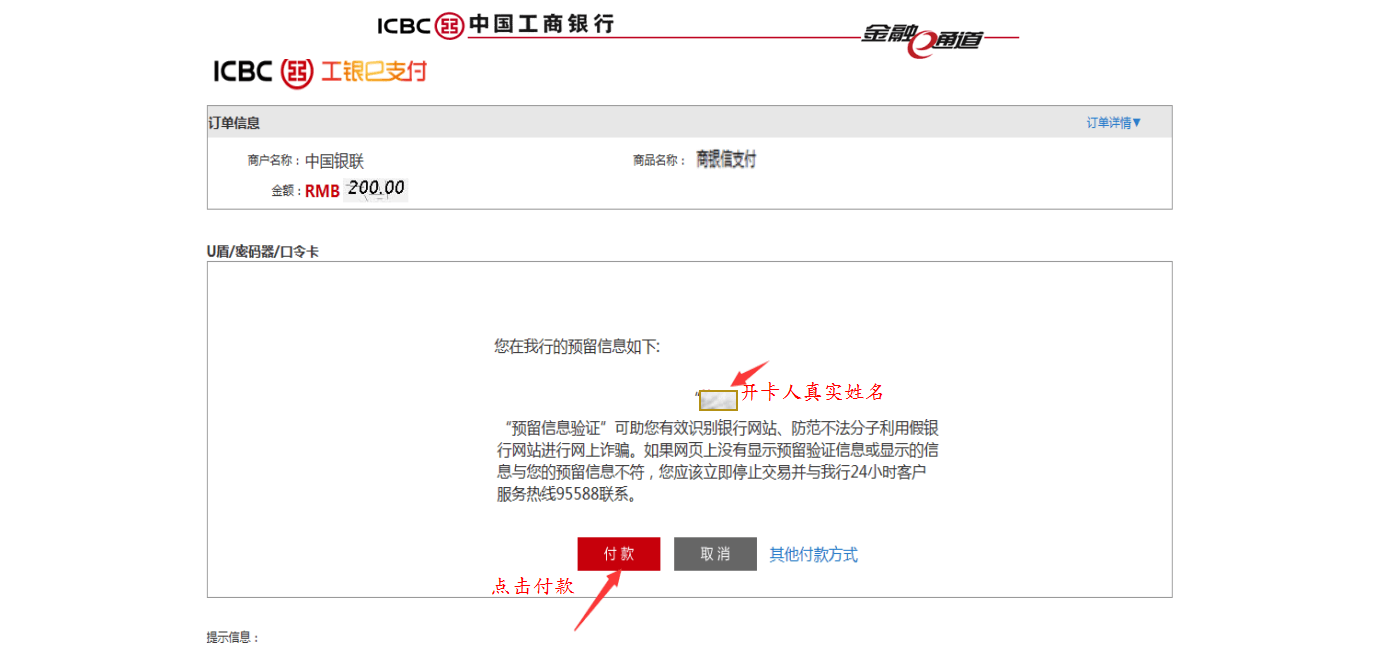 ICBC 中国工商银行
金融e通道
ICBC 工银e支付
订单信息 订单详情▼
商户名称：中国银联 商品名称： 商银信支付
金额：RMB 200.00
U盾/密码器/口令卡
您在我行的预留信息如下:
“ 开卡人真实姓名
“预留信息验证”可助您有效识别银行网站、防范不法分子利用假银
行网站进行网上诈骗。如果网页上没有显示预留验证信息或显示的信
息与您的预留信息不符，您应该立即停止交易并与我行24小时客户
服务热线95588联系。
付 款 取 消 其他付款方式
点击付款
提示信息：